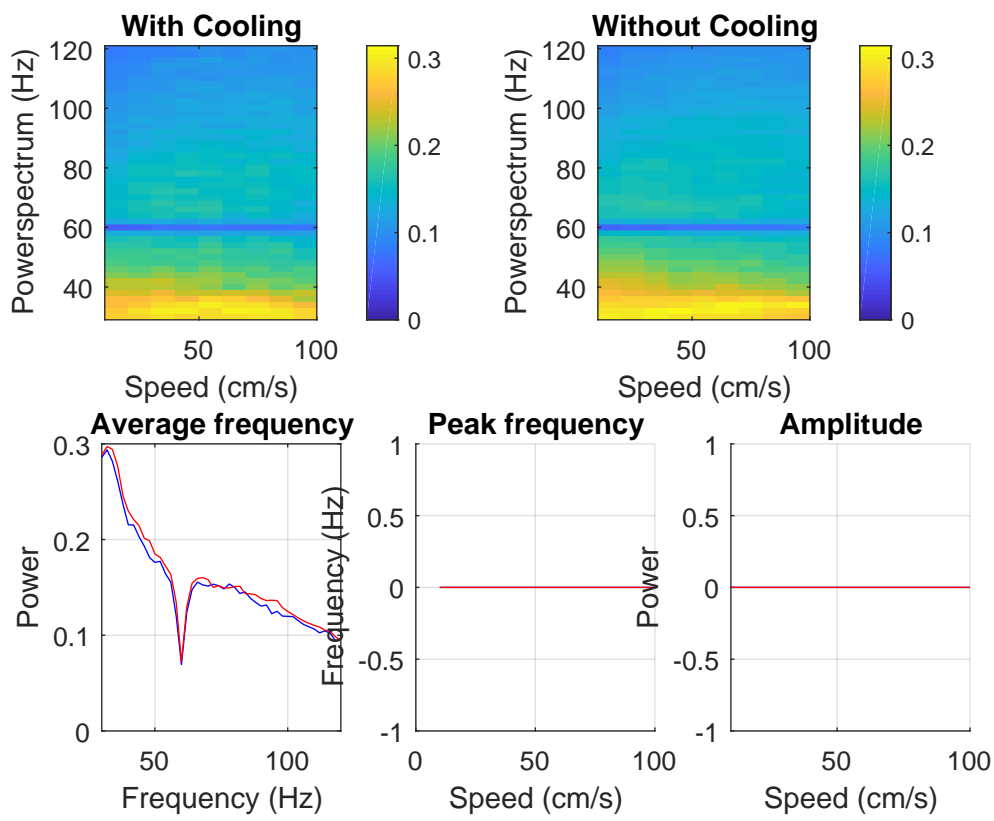 With Cooling
Powerspectrum (Hz)
120
100
80
60
40
50
100
Speed (cm/s)
0.3
0.2
0.1
0
Without Cooling
Powerspectrum (Hz)
120
100
80
60
40
50
100
Speed (cm/s)
0.3
0.2
0.1
0
Average frequency
Power
0.3
0.2
0.1
0
50
100
Frequency (Hz)
Peak frequency
Frequency (Hz)
1
0.5
0
-0.5
-1
0
50
100
Speed (cm/s)
Amplitude
Power
1
0.5
0
-0.5
-1
50
100
Speed (cm/s)